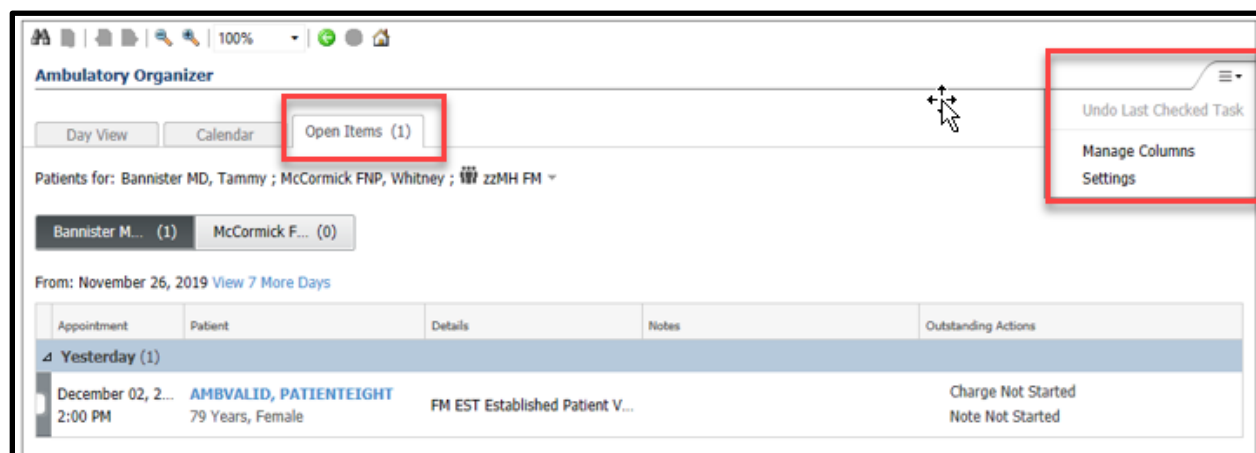 100%
Ambulatory Organizer
Undo Last Checked Task
Manage Columns
Settings
Day View Calendar Open Items (1)
Patients for: Bannister MD, Tammy ; McCormick FNP, Whitney ; zzMH FM
Bannister M... (1) McCormick F... (0)
From: November 26, 2019 View 7 More Days
Appointment Patient Details Notes Outstanding Actions
Yesterday (1)
December 02, 2... AMBVALID, PATIENTEIGHT FM EST Established Patient V... Charge Not Started
2:00 PM 79 Years, Female Note Not Started